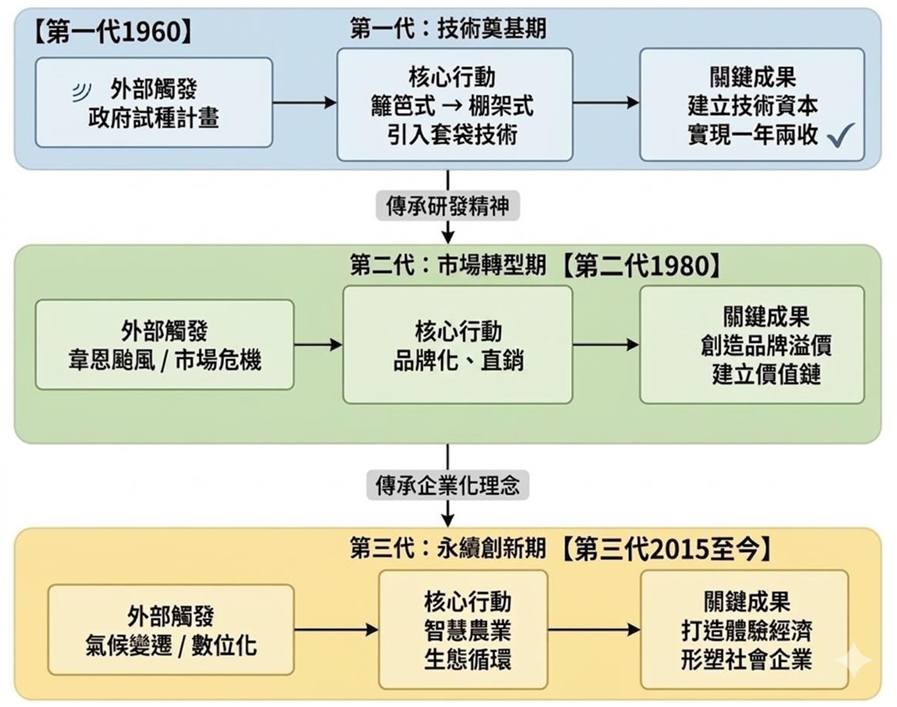 【第一代1960】
第一代：技術奠基期
外部觸發
政府試種計畫
核心行動
籬笆式 → 棚架式
引入套袋技術
關鍵成果
建立技術資本
實現一年兩收
傳承研發精神
第二代：市場轉型期 【第二代1980】
外部觸發
韋恩颱風 / 市場危機
核心行動
品牌化、直銷
關鍵成果
創造品牌溢價
建立價值鏈
傳承企業化理念
第三代：永續創新期 【第三代2015至今】
外部觸發
氣候變遷 / 數位化
核心行動
智慧農業
生態循環
關鍵成果
打造體驗經濟
形塑社會企業